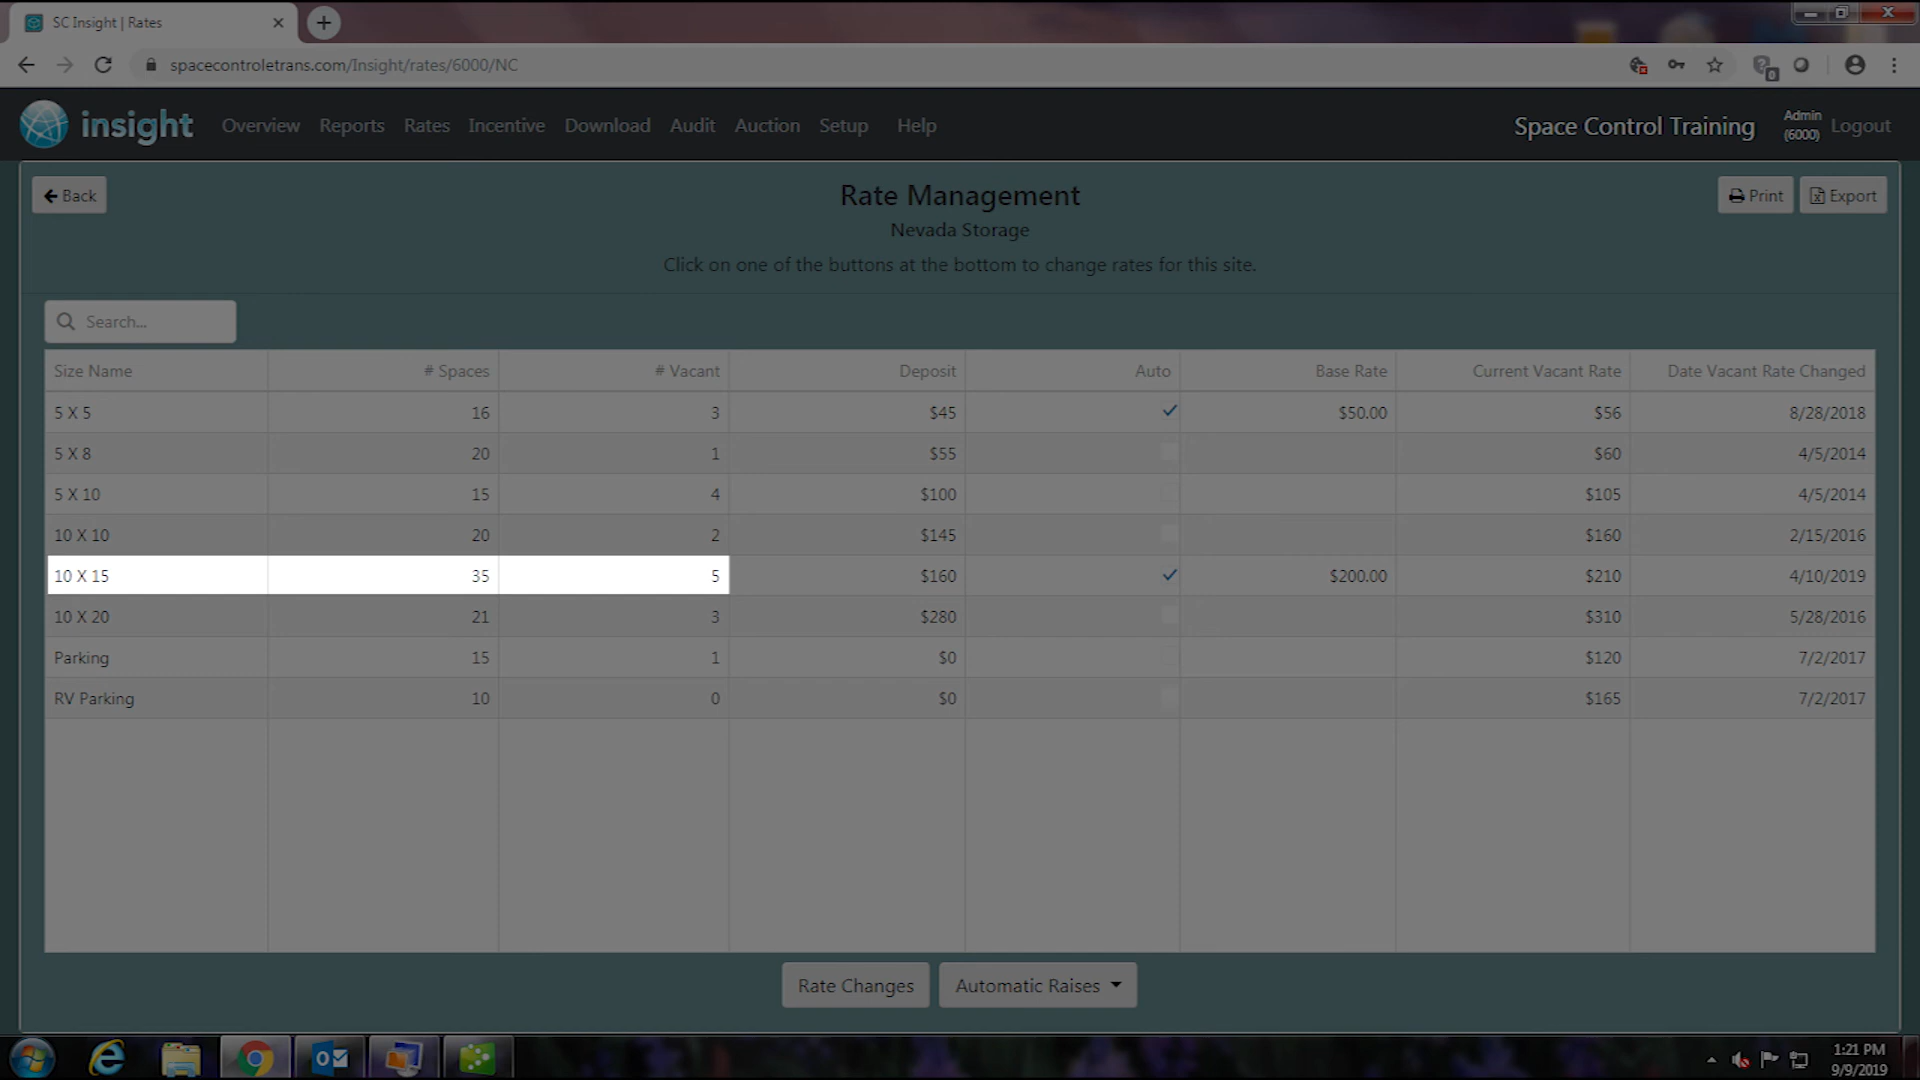 SC Insight | Rates
spacecontroletrans.com/Insight/rates/6000/NC
0
insight Overview Reports Rates Incentive Download Audit Auction Setup Help Space Control Training Admin (6000) Logout
Back Rate Management Print Export
Nevada Storage
Click on one of the buttons at the bottom to change rates for this site.
Search...
Size Name # Spaces # Vacant Deposit Auto Base Rate Current Vacant Rate Date Vacant Rate Changed
5 X 5 16 3 $45 $50.00 $56 8/28/2018
5 X 8 20 1 $55 $60 4/5/2014
5 X 10 15 4 $100 $105 4/5/2014
10 X 10 20 2 $145 $160 2/15/2016
10 X 15 35 5 $160 $200.00 $210 4/10/2019
10 X 20 21 3 $280 $310 5/28/2016
Parking 15 1 $0 $120 7/2/2017
RV Parking 10 0 $0 $165 7/2/2017
Rate Changes Automatic Raises
1:21 PM
9/9/2019